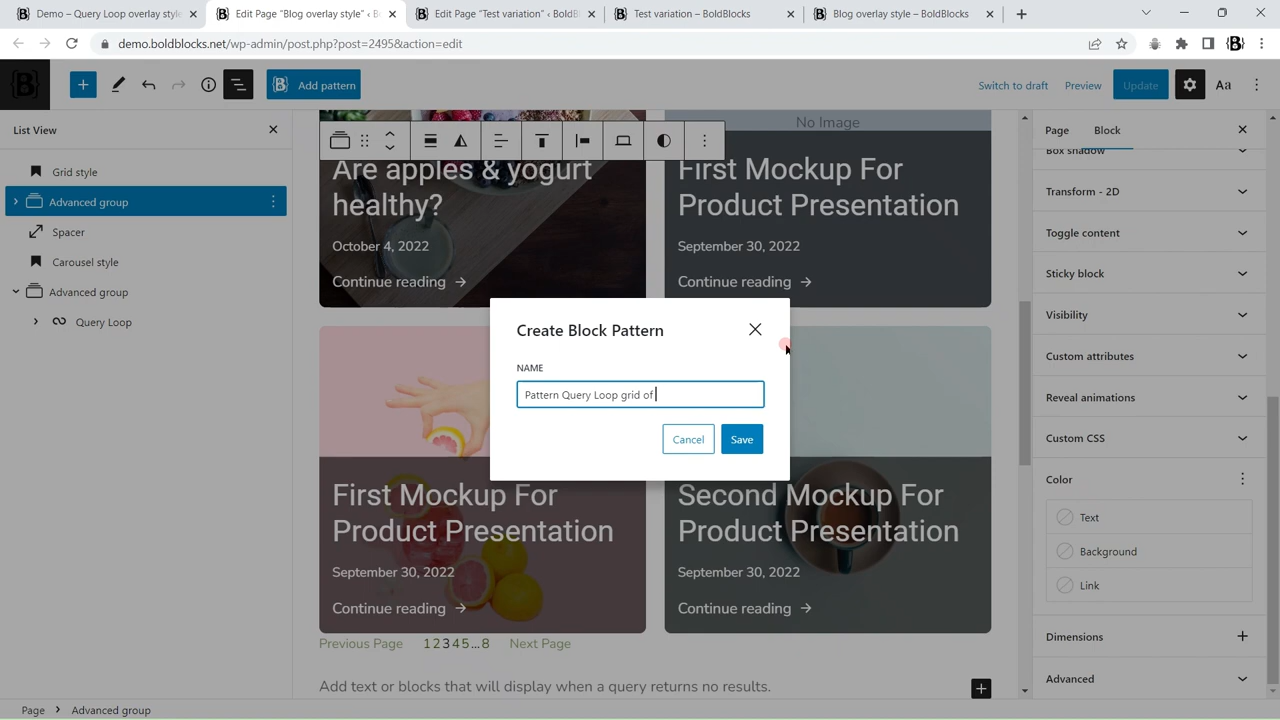 Demo – Query Loop overlay style
Edit Page "Blog overlay style" ‹ B
Edit Page "Test variation" ‹ BoldB
Test variation – BoldBlocks
Blog overlay style – BoldBlocks
demo.boldblocks.net/wp-admin/post.php?post=2495&action=edit
Add pattern
Switch to draft
Preview
Update
Aa
List View
Page
Block
No Image
Box shadow
Grid style
Advanced group
Spacer
Carousel style
Advanced group
Query Loop
Are apples & yogurt
healthy?
October 4, 2022
Continue reading →
First Mockup For
Product Presentation
September 30, 2022
Continue reading →
Create Block Pattern
NAME
Pattern Query Loop grid of
Cancel
Save
First Mockup For
Product Presentation
September 30, 2022
Continue reading →
Second Mockup For
Product Presentation
September 30, 2022
Continue reading →
Previous Page
12345...8
Next Page
Add text or blocks that will display when a query returns no results.
Transform - 2D
Toggle content
Sticky block
Visibility
Custom attributes
Reveal animations
Custom CSS
Color
Text
Background
Link
Dimensions
Advanced
Page > Advanced group